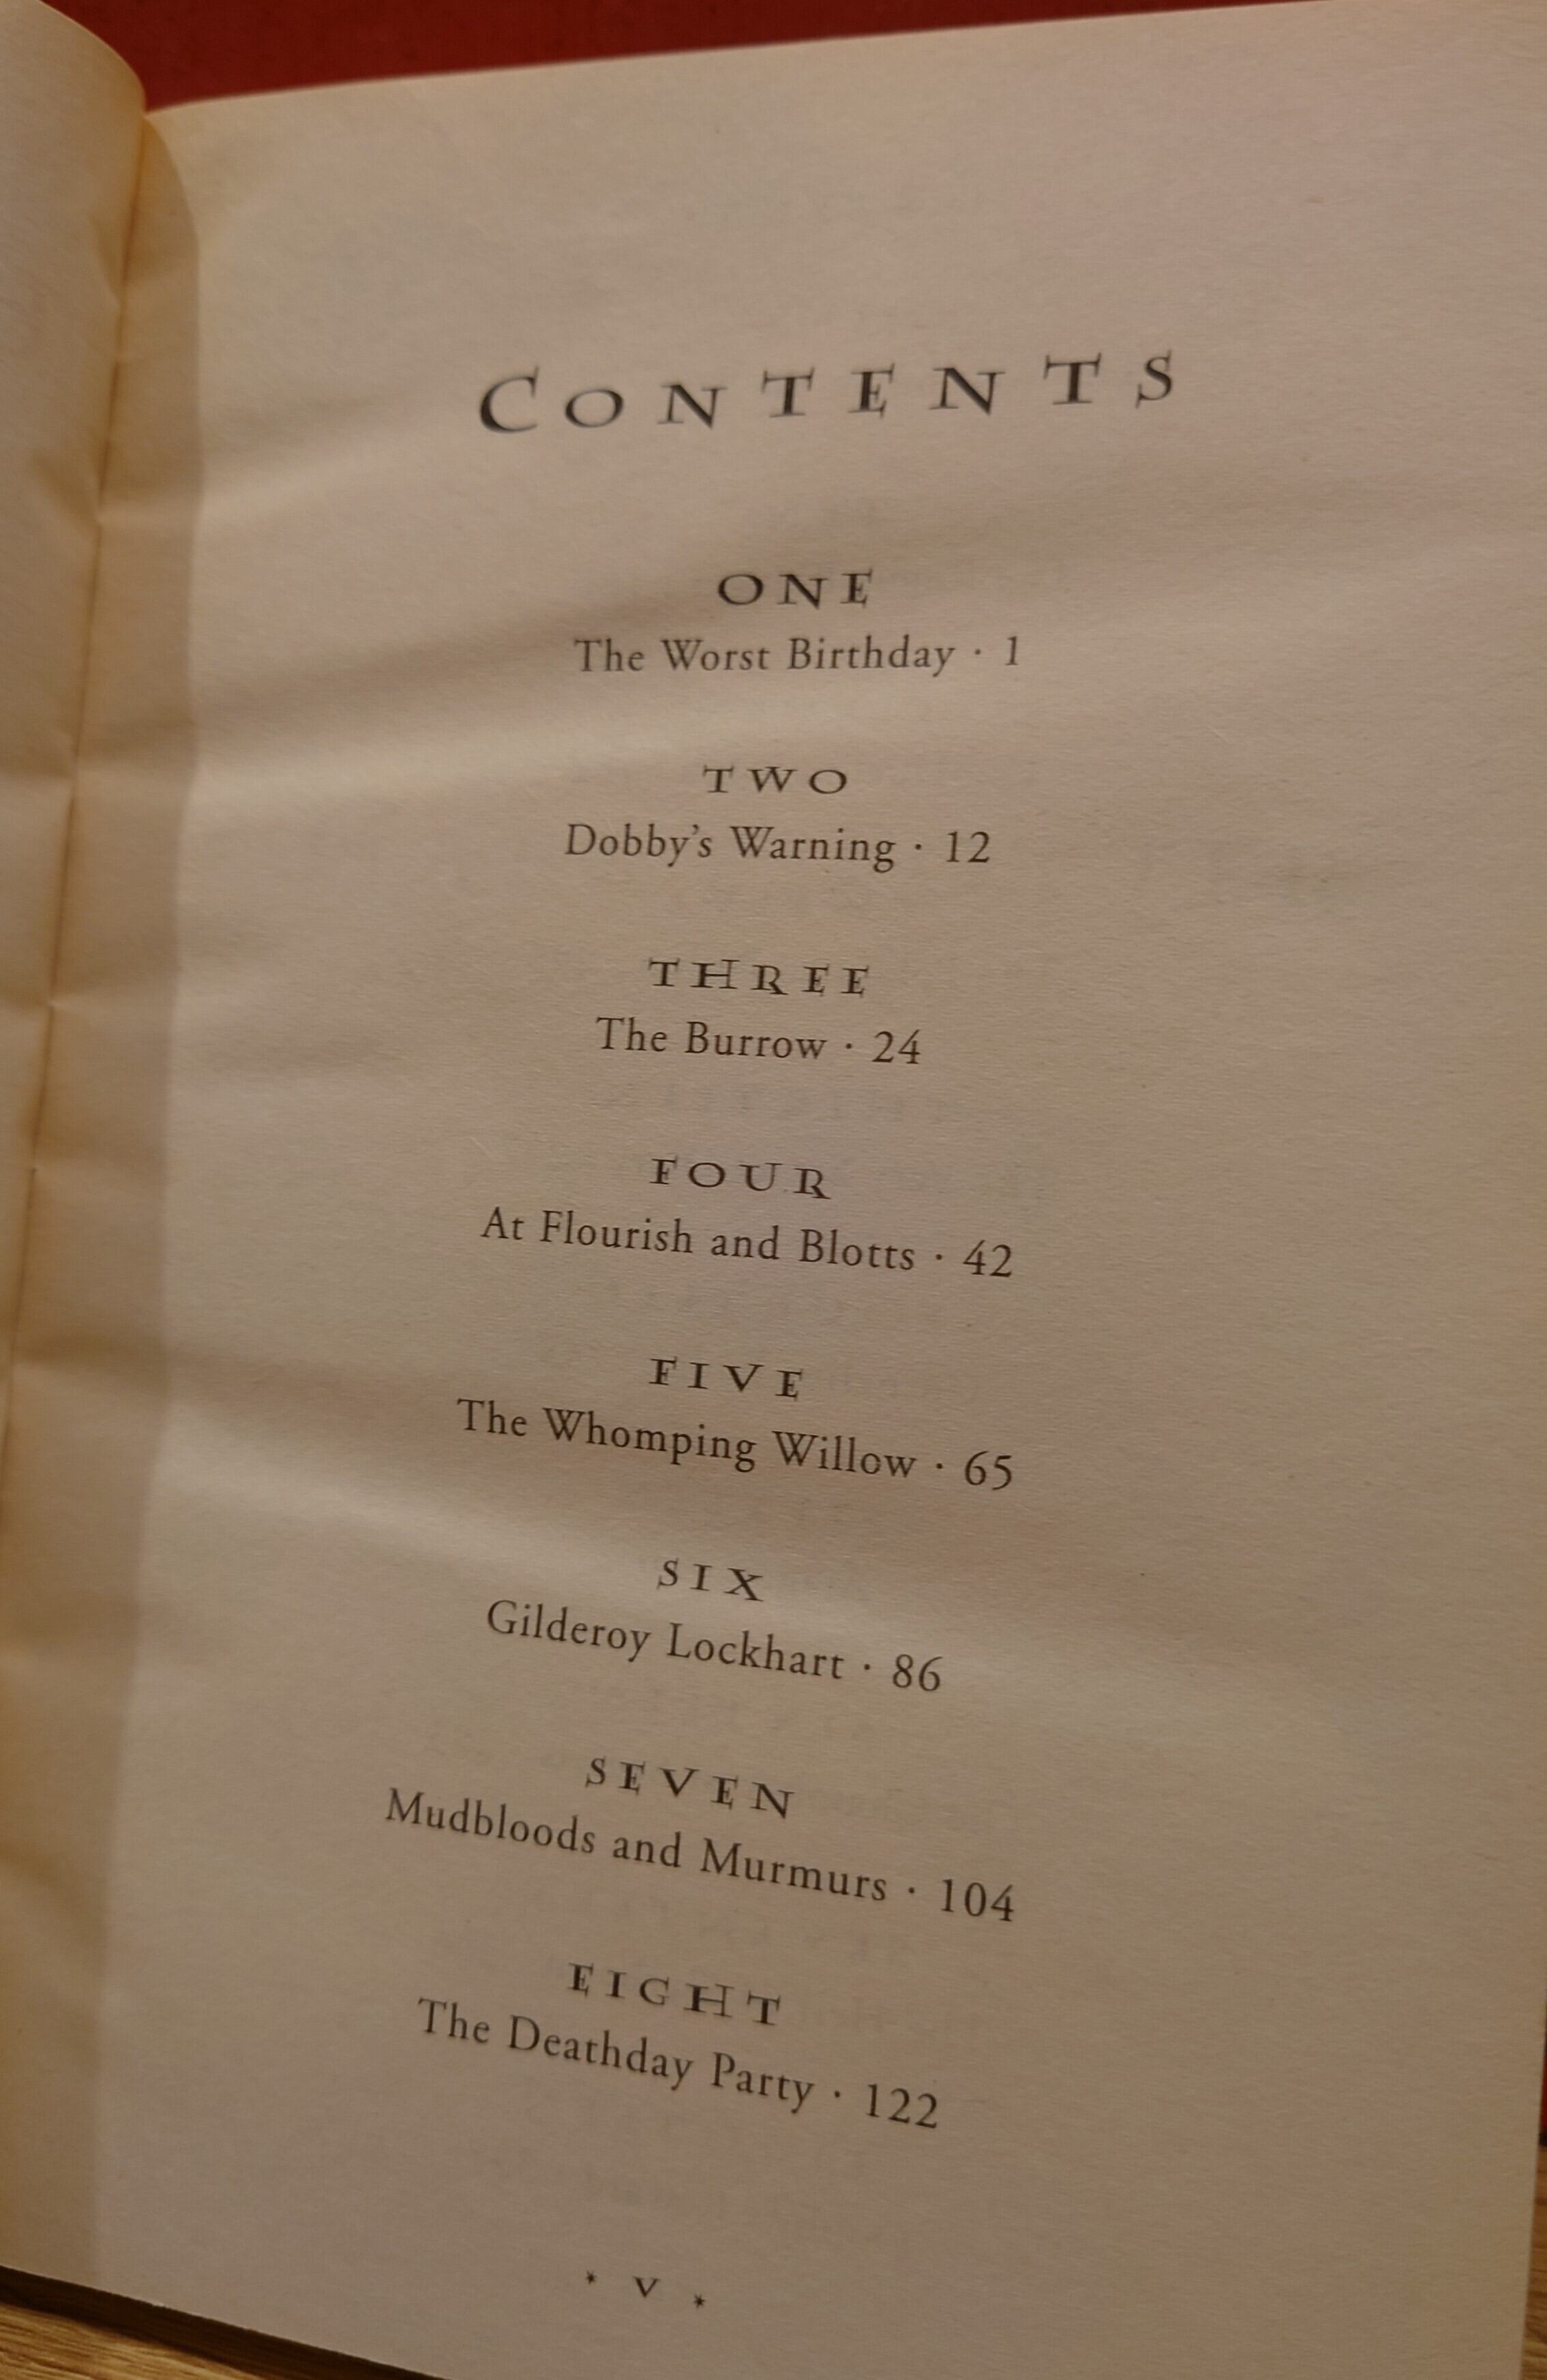 CONTENTS
ONE
The Worst Birthday · 1
TWO
Dobby's Warning · 12
THREE
The Burrow · 24
FOUR
At Flourish and Blotts · 42
FIVE
The Whomping Willow · 65
SIX
Gilderoy Lockhart · 86
SEVEN
Mudbloods and Murmurs · 104
EIGHT
The Deathday Party · 122
* v *